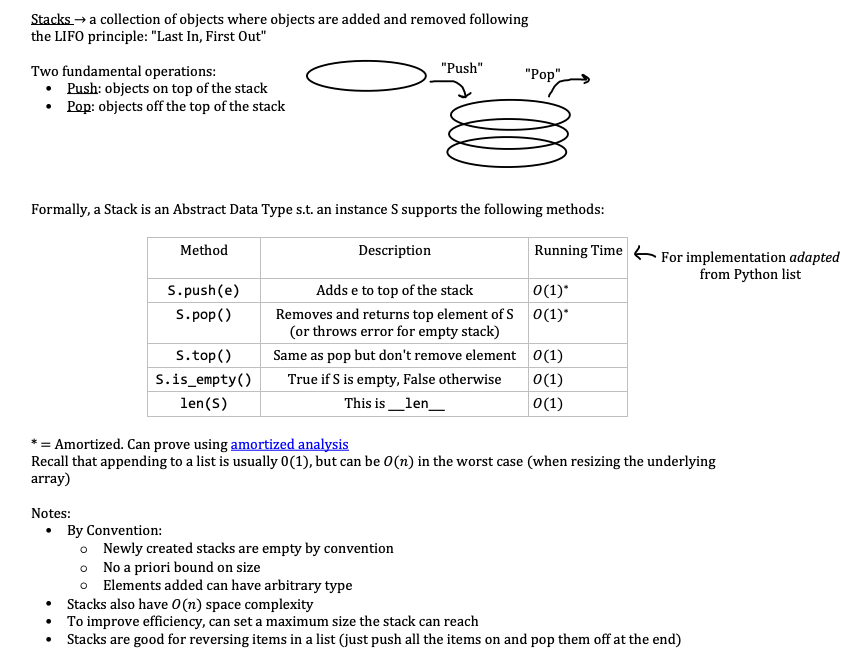 Stacks → a collection of objects where objects are added and removed following
the LIFO principle: "Last In, First Out"
Two fundamental operations:
• Push: objects on top of the stack
• Pop: objects off the top of the stack
"Push"
"Pop"
Formally, a Stack is an Abstract Data Type s.t. an instance S supports the following methods:
Method Description Running Time
For implementation adapted
from Python list
S.push(e) Adds e to top of the stack O(1)*
S.pop() Removes and returns top element of S O(1)*
(or throws error for empty stack)
S.top() Same as pop but don't remove element O(1)
S.is_empty() True if S is empty, False otherwise O(1)
len(S) This is __len__ O(1)
* = Amortized. Can prove using amortized analysis
Recall that appending to a list is usually 0(1), but can be O(n) in the worst case (when resizing the underlying
array)
Notes:
• By Convention:
o Newly created stacks are empty by convention
o No a priori bound on size
o Elements added can have arbitrary type
• Stacks also have O(n) space complexity
• To improve efficiency, can set a maximum size the stack can reach
• Stacks are good for reversing items in a list (just push all the items on and pop them off at the end)